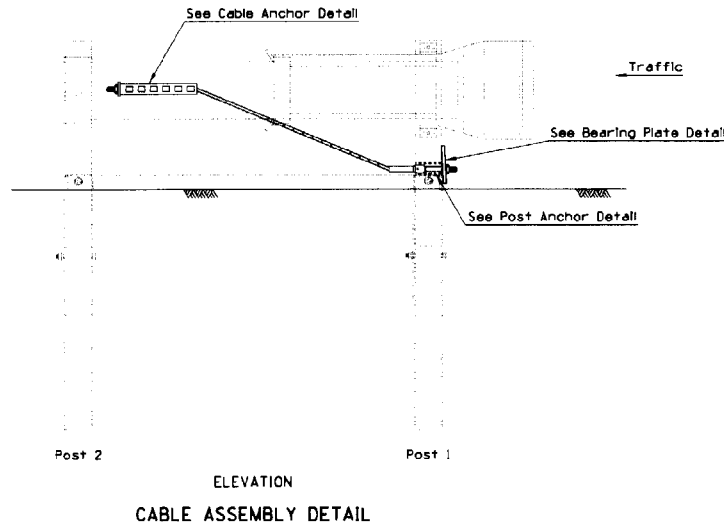 See Cable Anchor Detail
Traffic
See Bearing Plate Detail
See Post Anchor Detail
Post 2
Post 1
ELEVATION
CABLE ASSEMBLY DETAIL